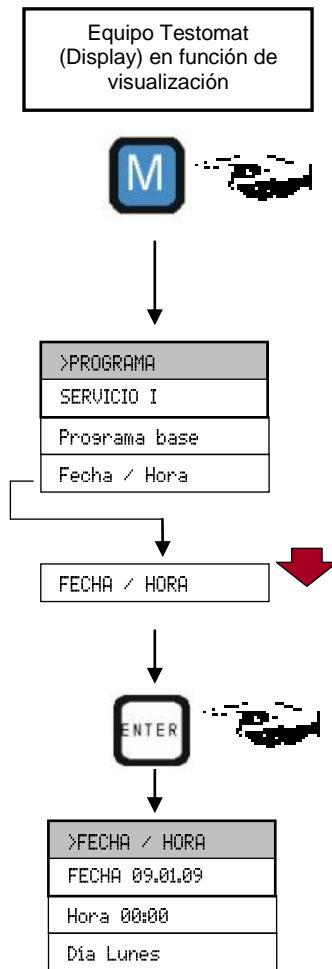 Equipo Testomat
(Display) en función de
visualización
M
>PROGRAMA
SERVICIO I
Programa base
Fecha / Hora
FECHA / HORA
ENTER
>FECHA / HORA
FECHA 09.01.09
Hora 00:00
Día Lunes